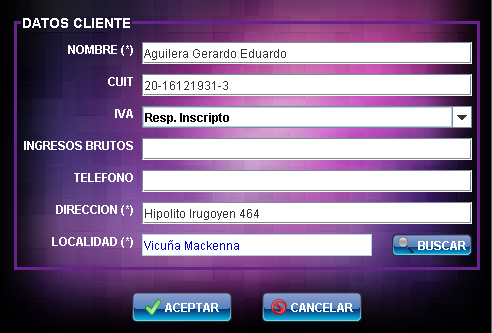 DATOS CLIENTE
NOMBRE (*) Aguilera Gerardo Eduardo
CUIT 20-16121931-3
IVA Resp. Inscripto
INGRESOS BRUTOS
TELEFONO
DIRECCION (*) Hipolito Irugoyen 464
LOCALIDAD (*) Vicuña Mackenna BUSCAR
ACEPTAR CANCELAR